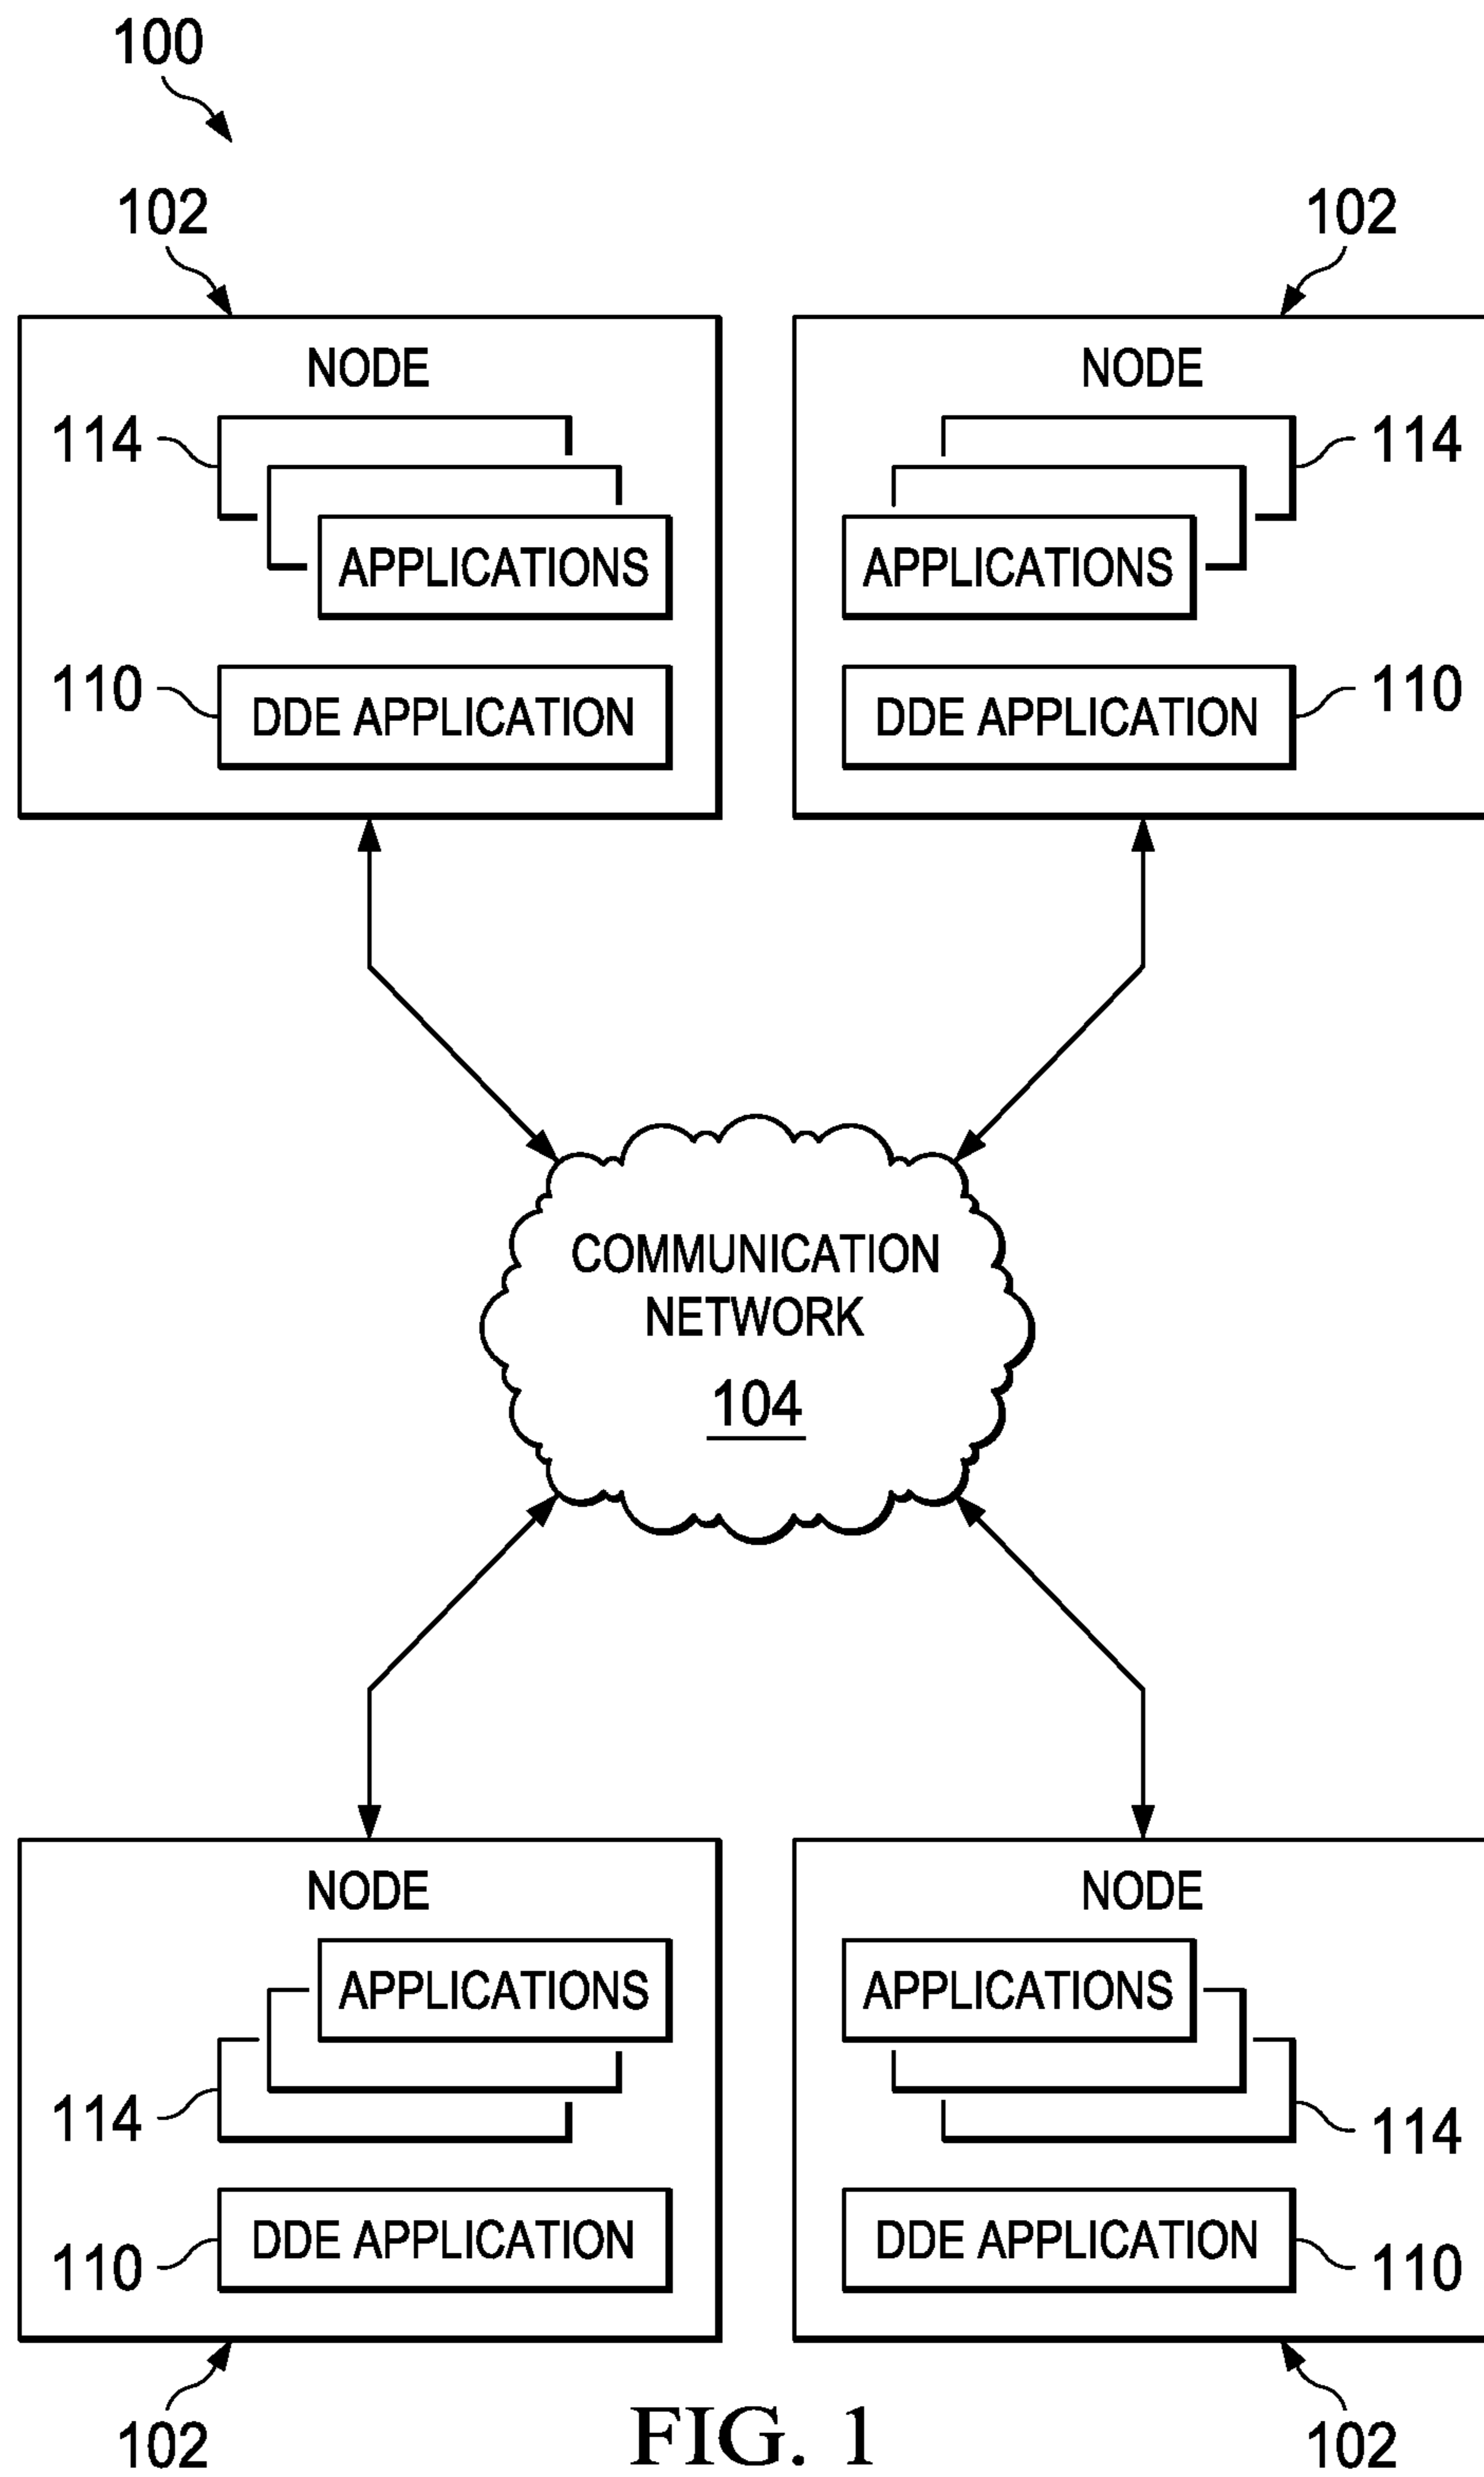 100
102 102
NODE NODE
114 114
APPLICATIONS APPLICATIONS
110 DDE APPLICATION DDE APPLICATION 110
COMMUNICATION
NETWORK
104
NODE NODE
APPLICATIONS APPLICATIONS
114 114
110 DDE APPLICATION DDE APPLICATION 110
102 102
FIG. 1